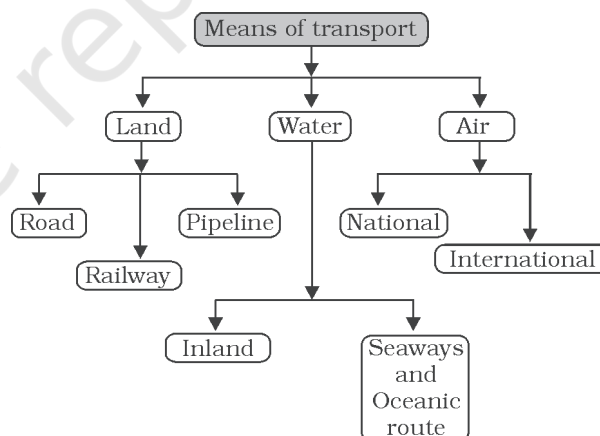 Means of transport
Land
Water
Air
Road
Pipeline
National
Railway
International
Inland
Seaways
and
Oceanic
route